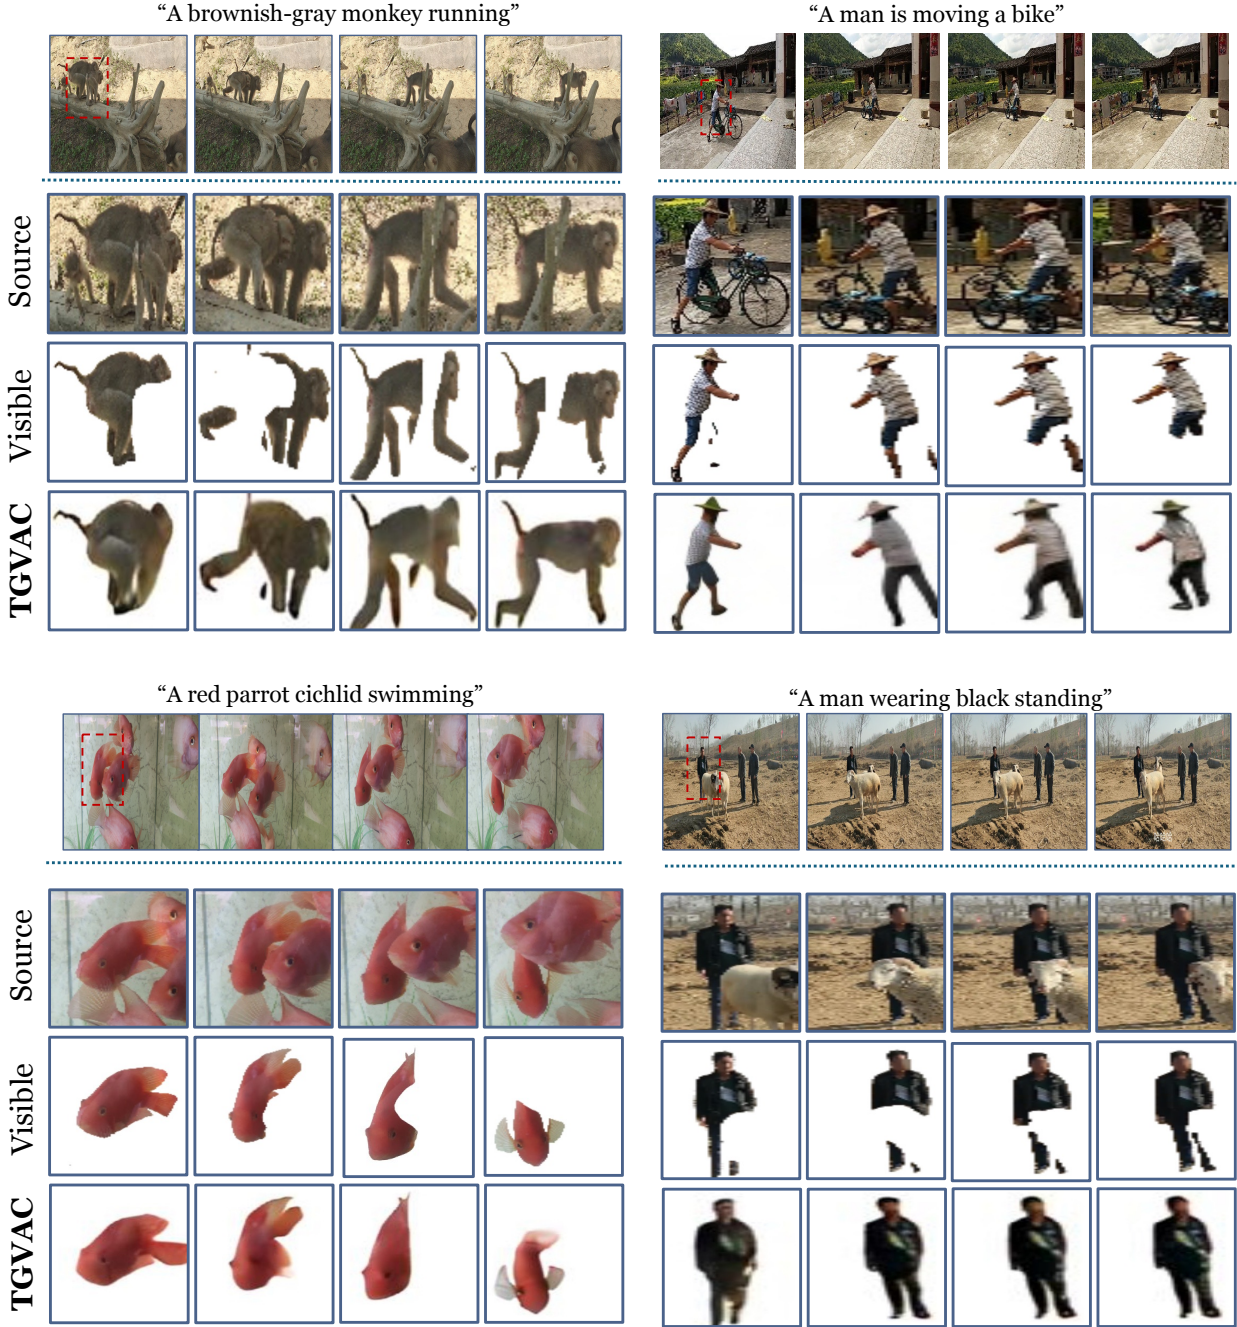 “A brownish-gray monkey running”
“A man is moving a bike”
Source
Visible
TGVAC
“A red parrot cichlid swimming”
“A man wearing black standing”
Source
Visible
TGVAC